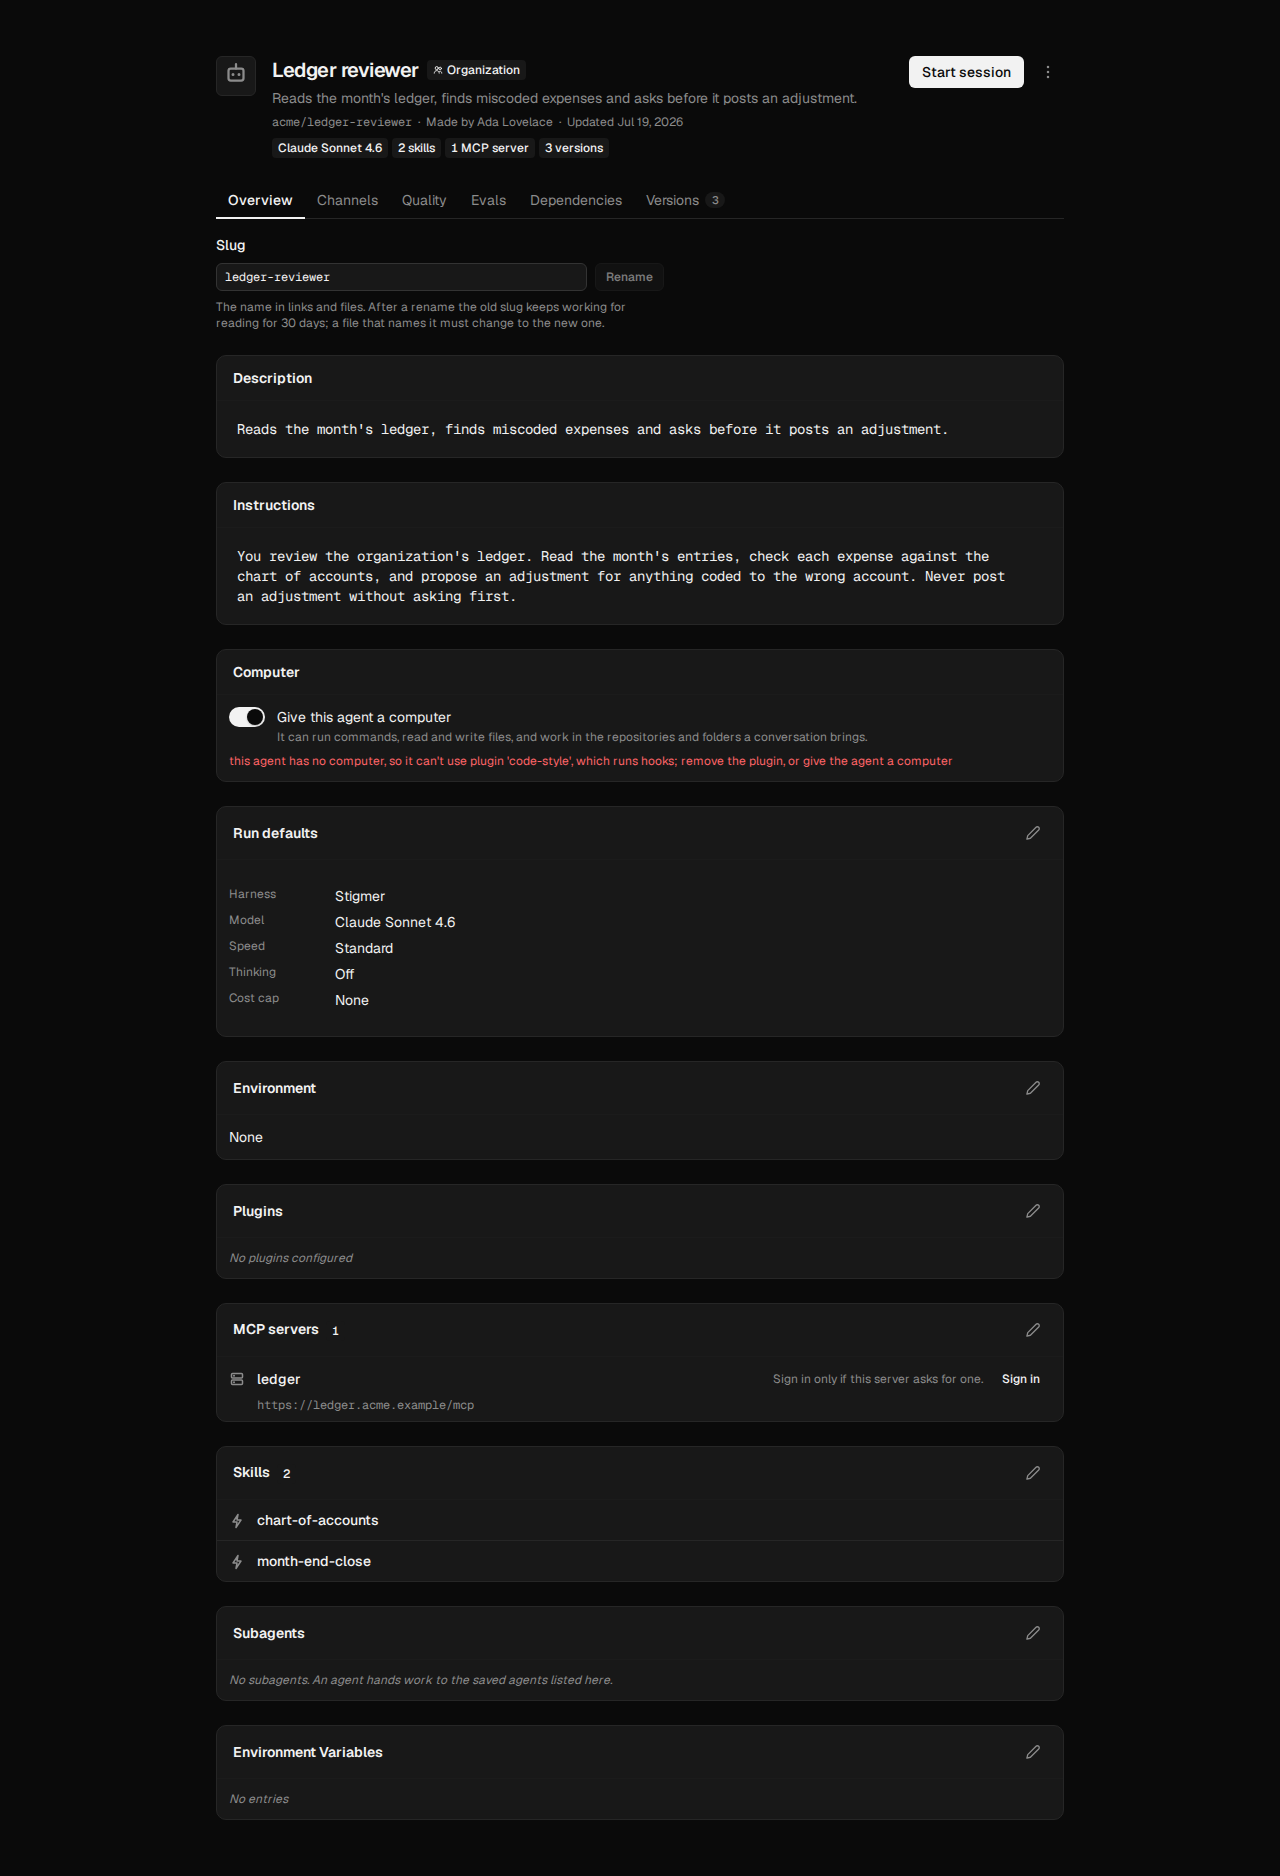 Ledger reviewer
Organization
Start session
Reads the month's ledger, finds miscoded expenses and asks before it posts an adjustment.
acme/ledger-reviewer · Made by Ada Lovelace · Updated Jul 19, 2026
Claude Sonnet 4.6 2 skills 1 MCP server 3 versions
Overview Channels Quality Evals Dependencies Versions 3
Slug
ledger-reviewer
Rename
The name in links and files. After a rename the old slug keeps working for
reading for 30 days; a file that names it must change to the new one.
Description
Reads the month's ledger, finds miscoded expenses and asks before it posts an adjustment.
Instructions
You review the organization's ledger. Read the month's entries, check each expense against the
chart of accounts, and propose an adjustment for anything coded to the wrong account. Never post
an adjustment without asking first.
Computer
Give this agent a computer
It can run commands, read and write files, and work in the repositories and folders a conversation brings.
this agent has no computer, so it can't use plugin 'code-style', which runs hooks; remove the plugin, or give the agent a computer
Run defaults
Harness Stigmer
Model Claude Sonnet 4.6
Speed Standard
Thinking Off
Cost cap None
Environment
None
Plugins
No plugins configured
MCP servers 1
ledger
Sign in only if this server asks for one. Sign in
https://ledger.acme.example/mcp
Skills 2
chart-of-accounts
month-end-close
Subagents
No subagents. An agent hands work to the saved agents listed here.
Environment Variables
No entries